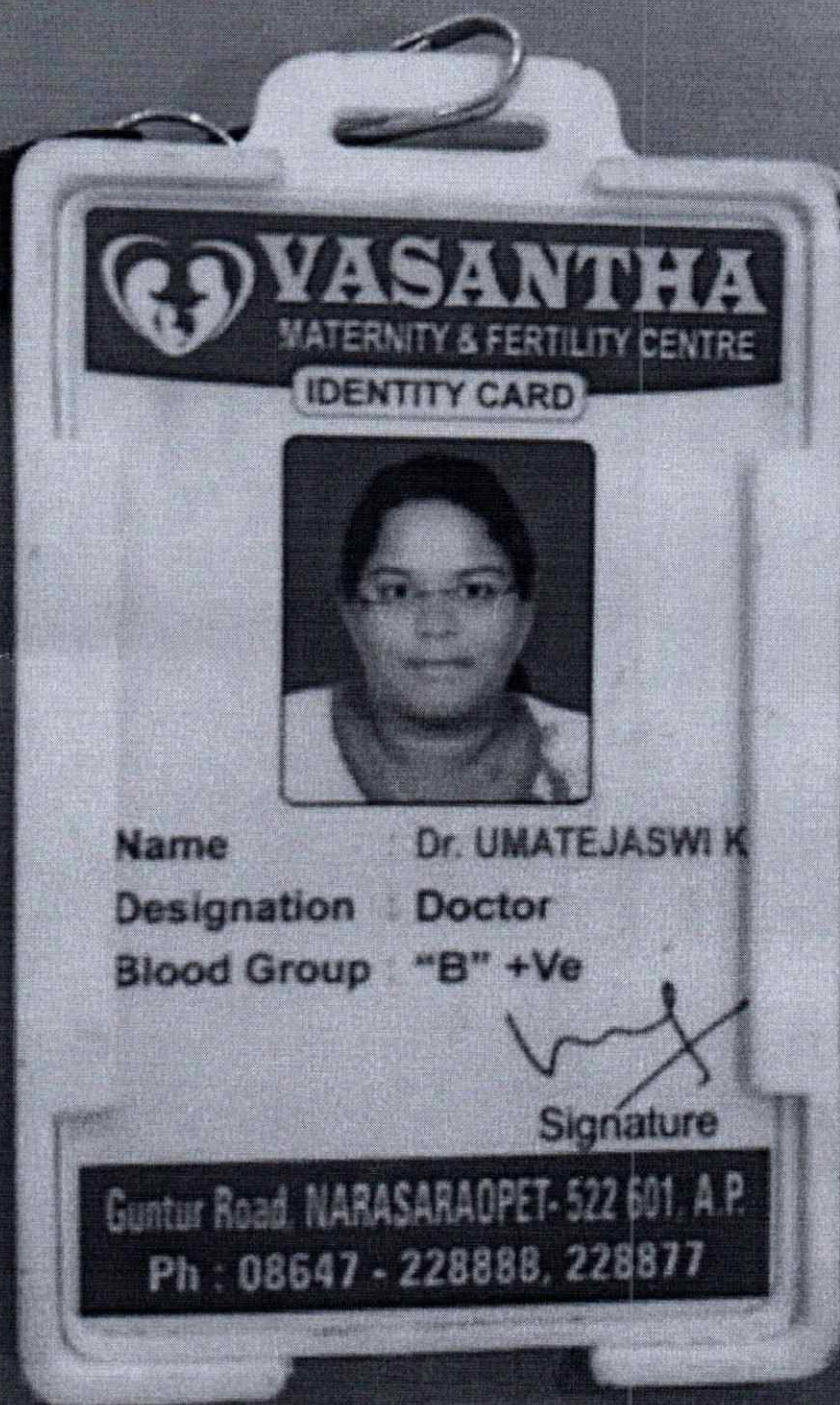 VASANTHA
MATERNITY & FERTILITY CENTRE
IDENTITY CARD
Name : Dr. UMATEJASWI K
Designation : Doctor
Blood Group : "B" +Ve
Signature
Guntur Road. NARASARAOPET- 522 601. A.P.
Ph : 08647 - 228888, 228877